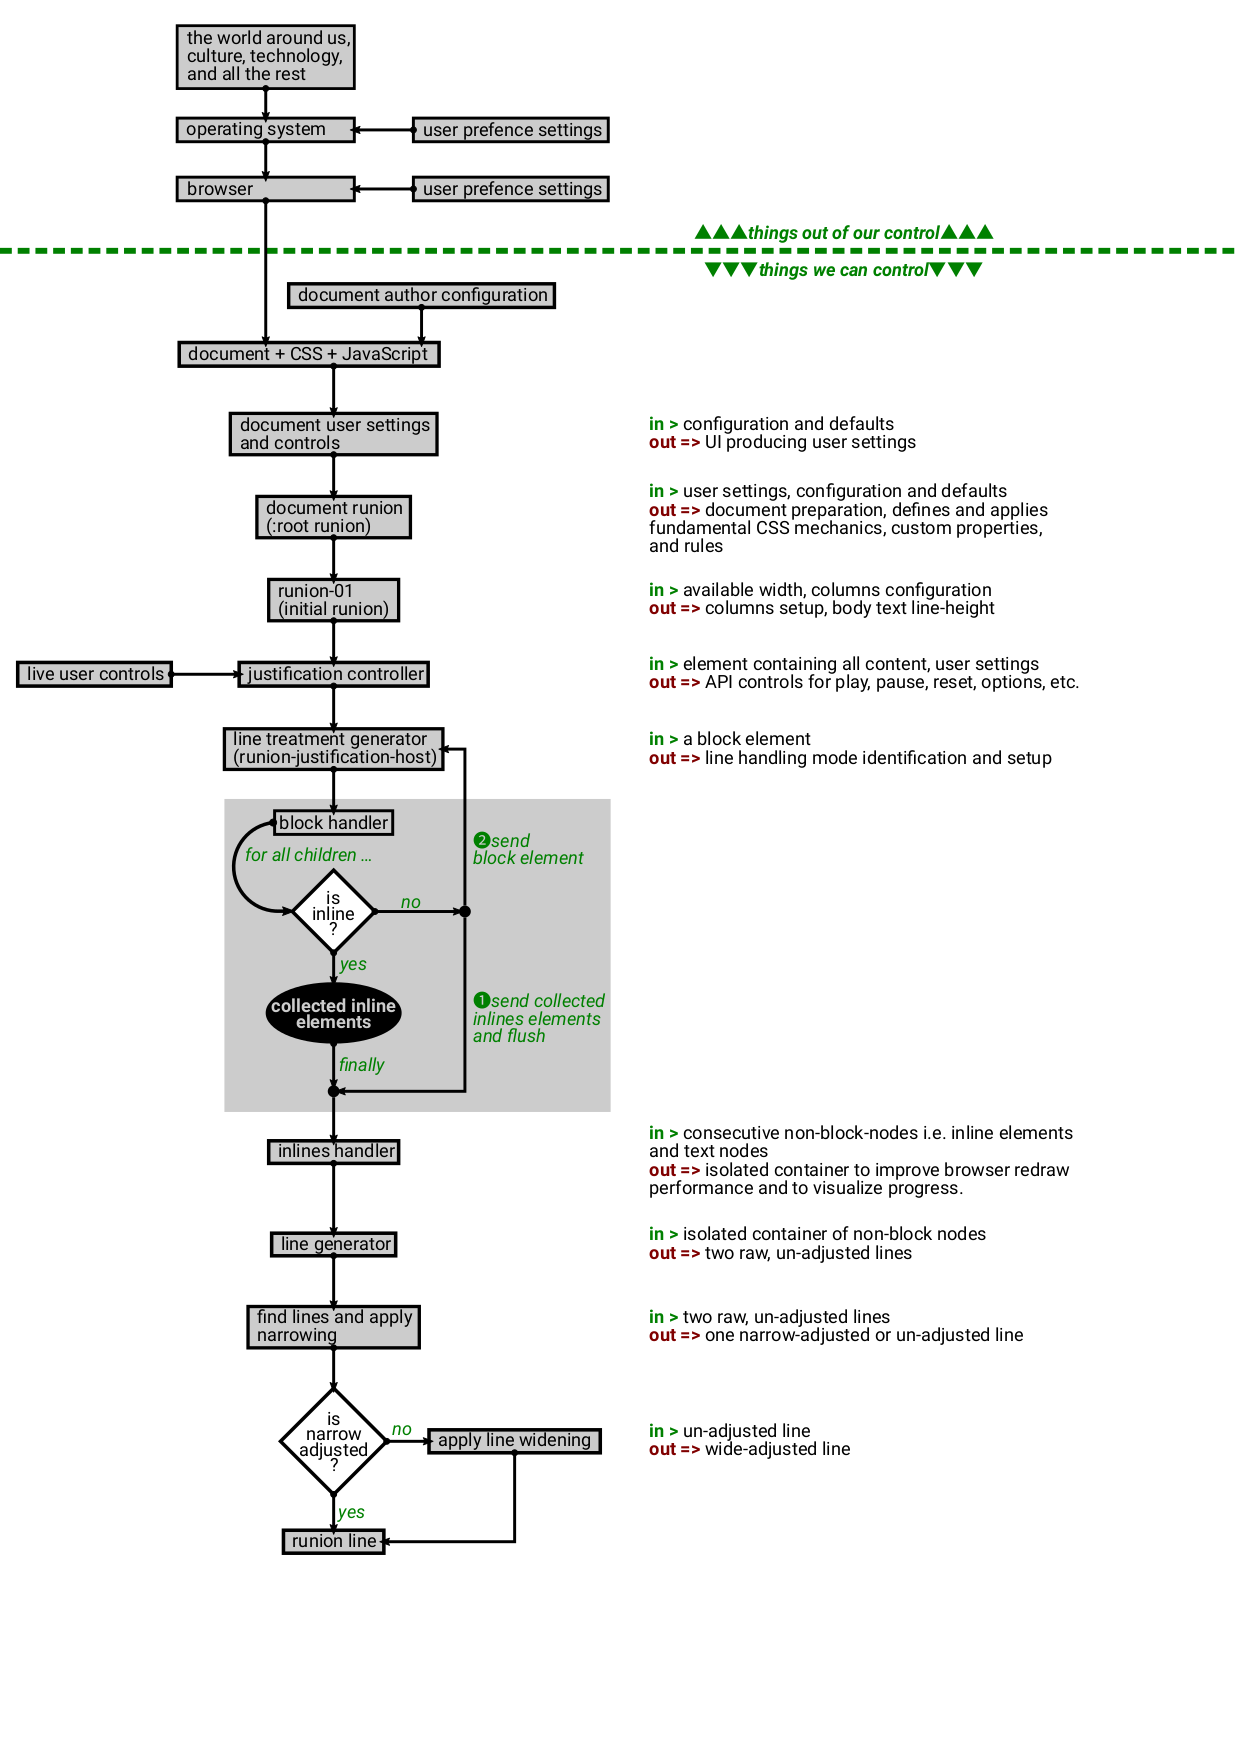 the world around us,
culture, technology,
and all the rest
operating system
user prefence settings
browser
user prefence settings
▲▲▲things out of our control▲▲▲
▼▼▼things we can control▼▼▼
document author configuration
document + CSS + JavaScript
document user settings
and controls
in > configuration and defaults
out => UI producing user settings
document runion
(:root runion)
in > user settings, configuration and defaults
out => document preparation, defines and applies
fundamental CSS mechanics, custom properties,
and rules
runion-01
(initial runion)
in > available width, columns configuration
out => columns setup, body text line-height
live user controls
justification controller
in > element containing all content, user settings
out => API controls for play, pause, reset, options, etc.
line treatment generator
(runion-justification-host)
in > a block element
out => line handling mode identification and setup
block handler
for all children ...
❷send
block element
is
inline
?
no
yes
collected inline
elements
❶send collected
inlines elements
and flush
finally
inlines handler
in > consecutive non-block-nodes i.e. inline elements
and text nodes
out => isolated container to improve browser redraw
performance and to visualize progress.
line generator
in > isolated container of non-block nodes
out => two raw, un-adjusted lines
find lines and apply
narrowing
in > two raw, un-adjusted lines
out => one narrow-adjusted or un-adjusted line
is
narrow
adjusted
?
no
apply line widening
in > un-adjusted line
out => wide-adjusted line
yes
runion line